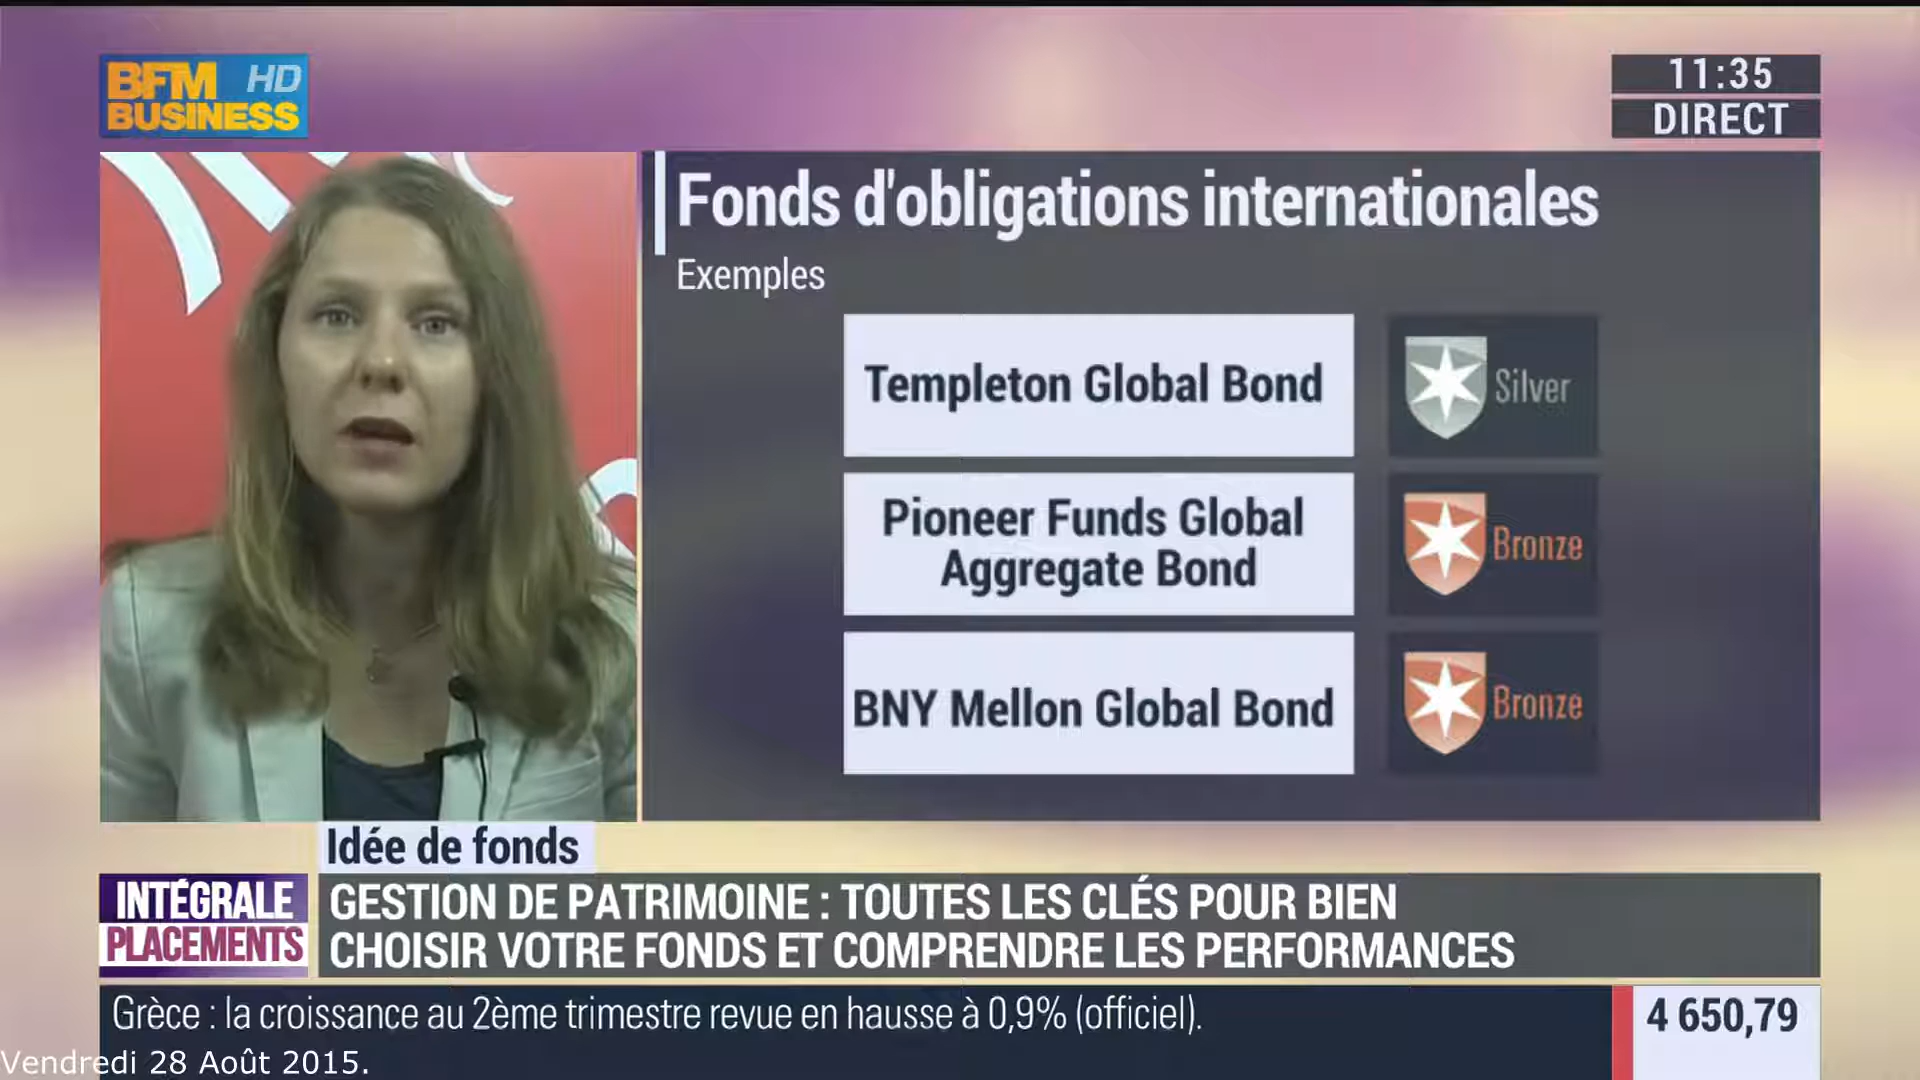 BFM HD
BUSINESS
11:35
DIRECT
Fonds d'obligations internationales
Exemples
Templeton Global Bond
Silver
Pioneer Funds Global
Aggregate Bond
Bronze
BNY Mellon Global Bond
Bronze
Idée de fonds
INTÉGRALE
PLACEMENTS
GESTION DE PATRIMOINE : TOUTES LES CLÉS POUR BIEN
CHOISIR VOTRE FONDS ET COMPRENDRE LES PERFORMANCES
Grèce : la croissance au 2ème trimestre revue en hausse à 0,9% (officiel).
4 650,79
Vendredi 28 Août 2015.